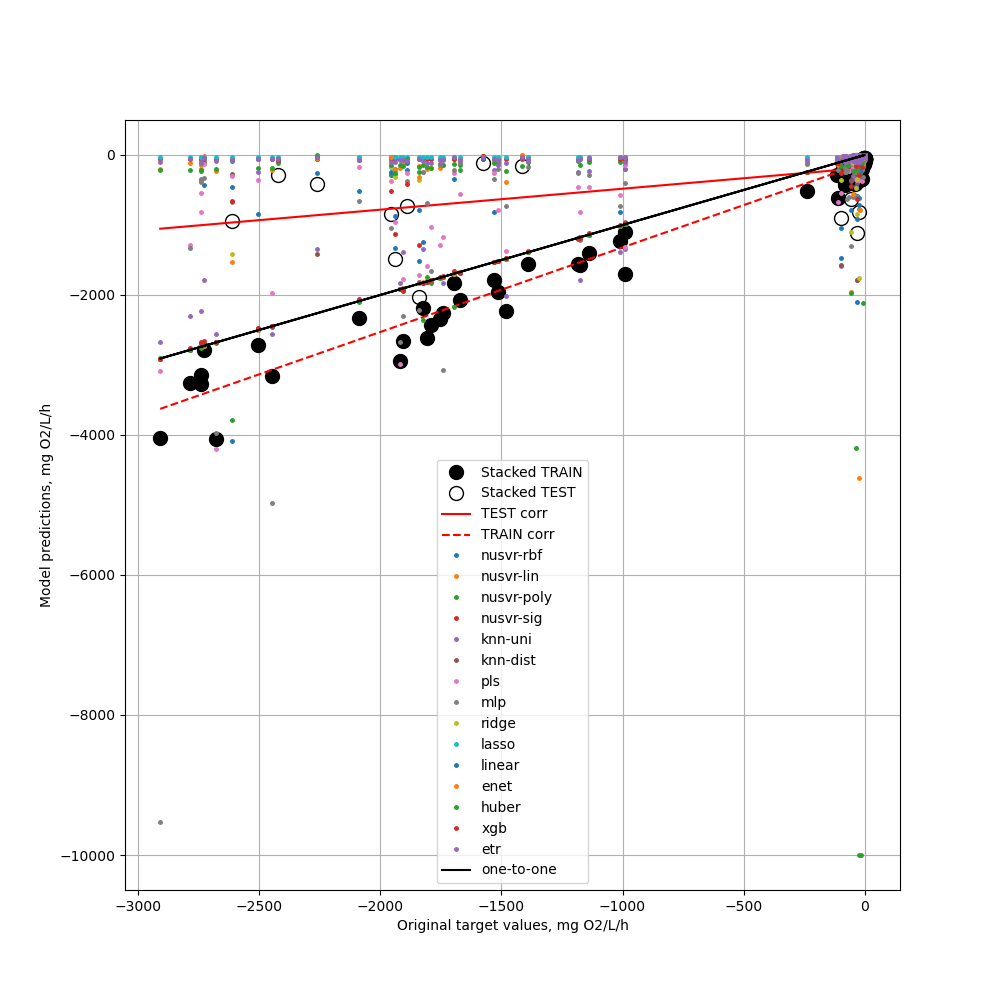 0
−2000
−4000
−6000
−8000
−10000
Model predictions, mg O2/L/h
Stacked TRAIN
Stacked TEST
TEST corr
TRAIN corr
nusvr-rbf
nusvr-lin
nusvr-poly
nusvr-sig
knn-uni
knn-dist
pls
mlp
ridge
lasso
linear
enet
huber
xgb
etr
one-to-one
−3000 −2500 −2000 −1500 −1000 −500 0
Original target values, mg O2/L/h